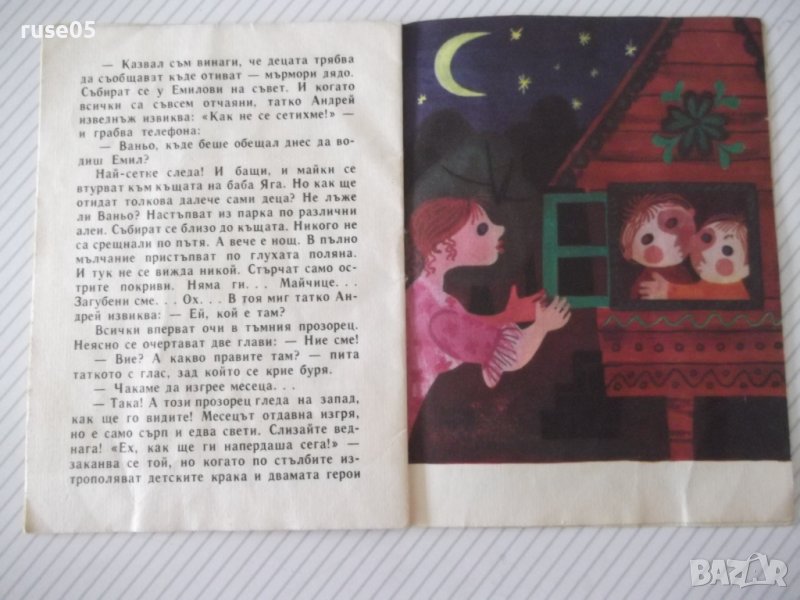 ruse05
— Казвал съм винаги, че децата трябва
да съобщават къде отиват — мърмори дядо.
Събират се у Емилови на съвет. И когато
всички са съвсем отчаяни, татко Андрей
изведнъж извиква: «Как не се сетихме!» —
и грабва телефона:
— Ваньо, къде беше обещал днес да во-
диш Емил?
Най-сетне следа! И бащи, и майки се
втурват към къщата на баба Яга. Но как ще
отидат толкова далече сами деца? Не лъже
ли Ваньо? Настъпват из парка по различни
алеи. Събират се близо до къщата. Никого не
са срещнали по пътя. А вече е нощ. В пълно
мълчание пристъпват по глухата поляна.
И тук не се вижда никой. Стърчат само ос-
трите покриви. Няма ги. . . Майчице. . .
Загубени сме. . . Ох. . . В тоя миг татко Ан-
дрей извиква: — Ей, кой е там?
Всички вперват очи в тъмния прозорец.
Неясно се очертават две глави: — Ние сме!
— Вие? А какво правите там? — пита
таткото с глас, зад който се крие буря.
— Чакаме да изгрее месеца. . .
— Така! А този прозорец гледа на запад,
как ще го видите! Месецът отдавна изгря,
но е само сърп и едва свети. Слизайте вед-
нага! «Ех, как ще ги напердаша сега!» —
заканва се той, но когато по стълбите из-
трополяват детските крака и двамата герои
BAZAR